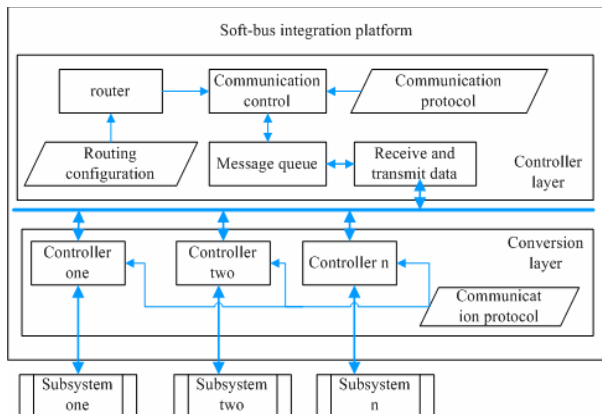 Soft-bus integration platform
router
Communication
control
Communication
protocol
Routing
configuration
Message queue
Receive and
transmit data
Controller
layer
Controller
one
Controller
two
Controller n
Conversion
layer
Communicat
ion protocol
Subsystem
one
Subsystem
two
Subsystem
n